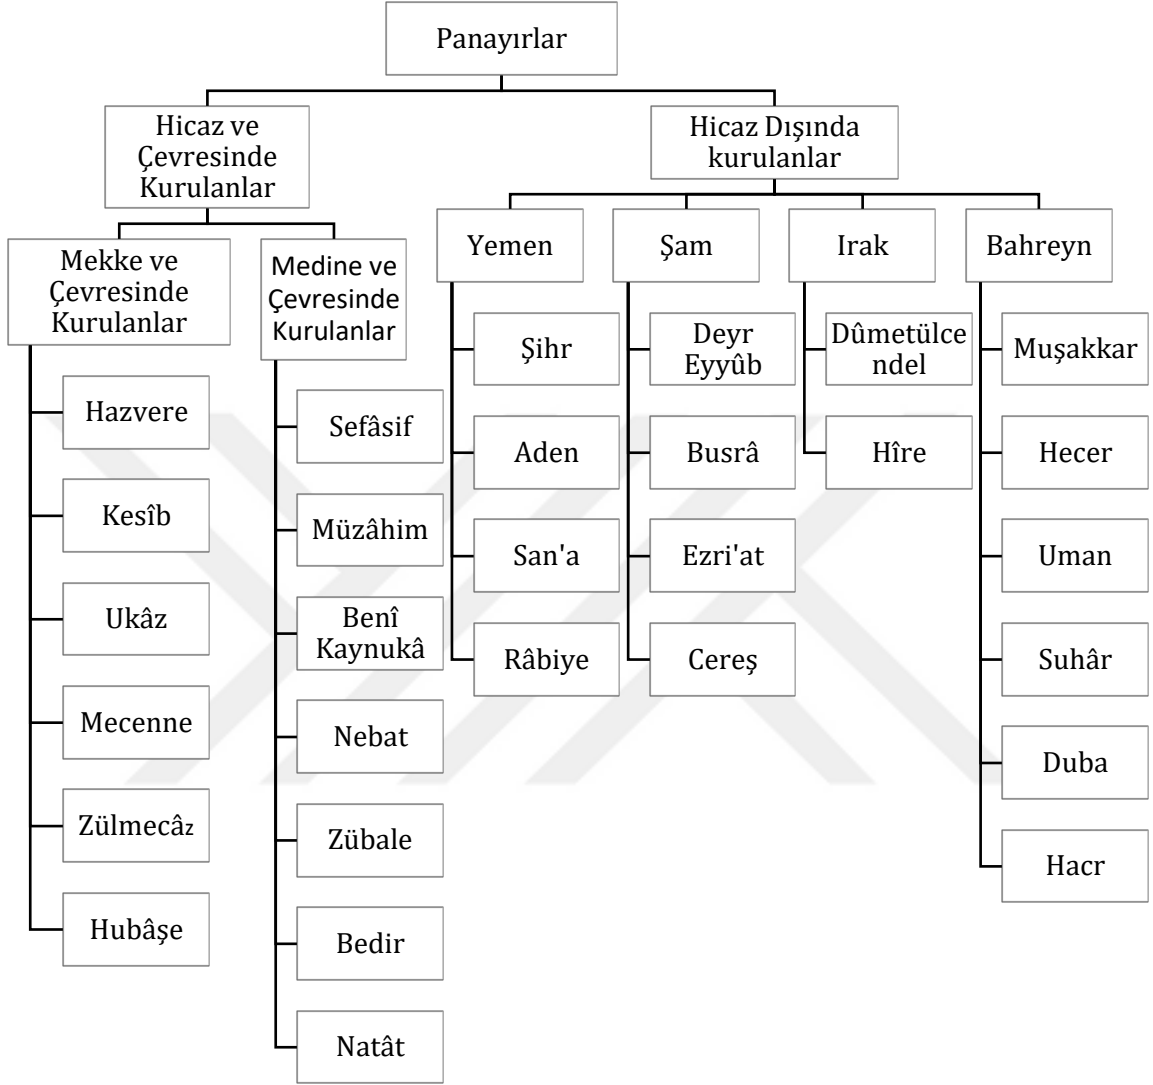 Panayırlar
Hicaz ve
Çevresinde
Kurulanlar
Hicaz Dışında
kurulanlar
Mekke ve
Çevresinde
Kurulanlar
Hazvere
Kesîb
Ukâz
Mecenne
Zülmecâz
Hubâşe
Medine ve
Çevresinde
Kurulanlar
Sefâsif
Müzâhim
Benî
Kaynukâ
Nebat
Zübale
Bedir
Natât
Yemen
Şihr
Aden
San'a
Râbiye
Şam
Deyr
Eyyûb
Busrâ
Ezri'at
Cereş
Irak
Dûmetülce
ndel
Hîre
Bahreyn
Muşakkar
Hecer
Uman
Suhâr
Duba
Hacr